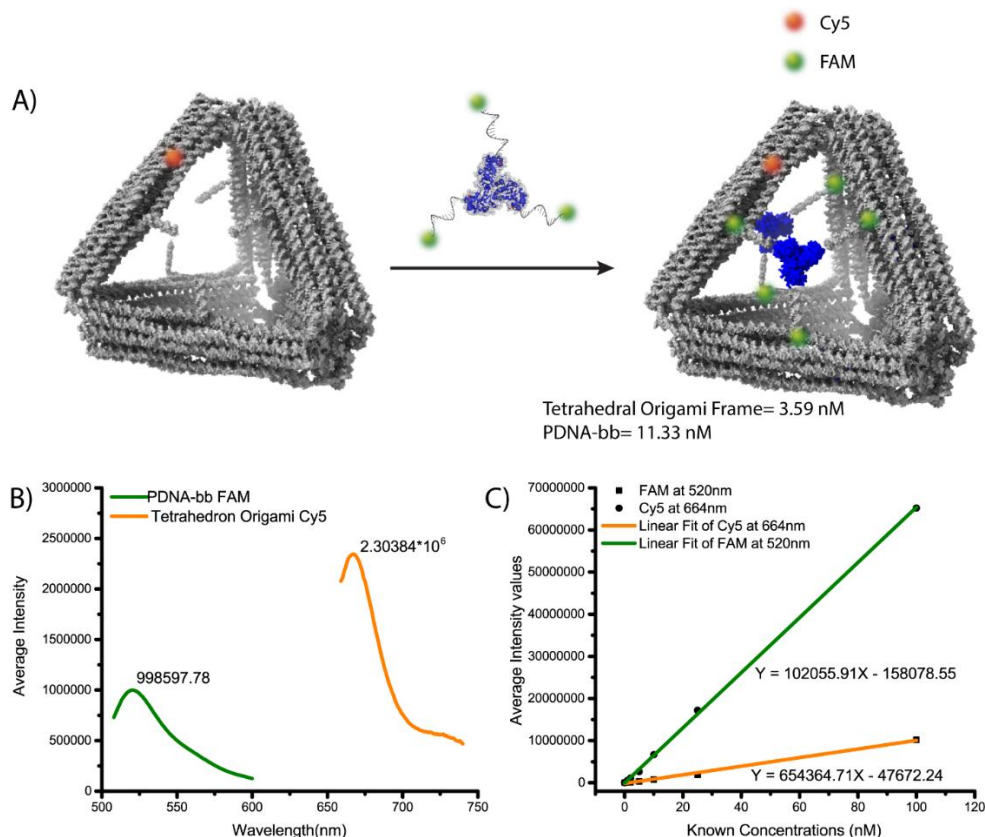 Cy5
FAM
A)
Tetrahedral Origami Frame= 3.59 nM
PDNA-bb= 11.33 nM
B)
3000000
2500000
2000000
1500000
1000000
500000
0
Average Intensity
PDNA-bb FAM
Tetrahedron Origami Cy5
2.30384*10⁶
998597.78
500
550
600
650
700
750
Wavelength(nm)
C)
70000000
60000000
50000000
40000000
30000000
20000000
10000000
0
Average Intensity values
FAM at 520nm
Cy5 at 664nm
Linear Fit of Cy5 at 664nm
Linear Fit of FAM at 520nm
Y = 102055.91X - 158078.55
Y = 654364.71X - 47672.24
0
20
40
60
80
100
120
Known Concentrations (nM)